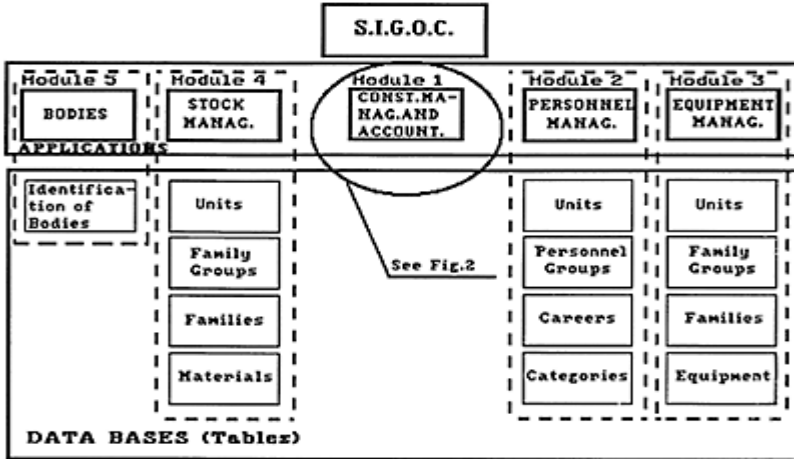 S.I.G.O.C.
Module 5
Module 4
Module 1
Module 2
Module 3
BODIES
STOCK
MANAG.
CONST.MA-
NAG.AND
ACCOUNT.
PERSONNEL
MANAG.
EQUIPMENT
MANAG.
APPLICATIONS
Identifica-
tion of
Bodies
Units
Family
Groups
Families
Materials
See Fig.2
Units
Personnel
Groups
Careers
Categories
Units
Family
Groups
Families
Equipment
DATA BASES (Tables)